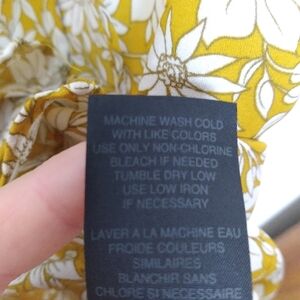 MACHINE WASH COLD
WITH LIKE COLORS
USE ONLY NON-CHLORINE
BLEACH IF NEEDED
TUMBLE DRY LOW
USE LOW IRON
IF NECESSARY
LAVER A LA MACHINE EAU
FROIDE COULEURS
SIMILAIRES
BLANCHIR SANS
CHLORE SI NECESSAIRE